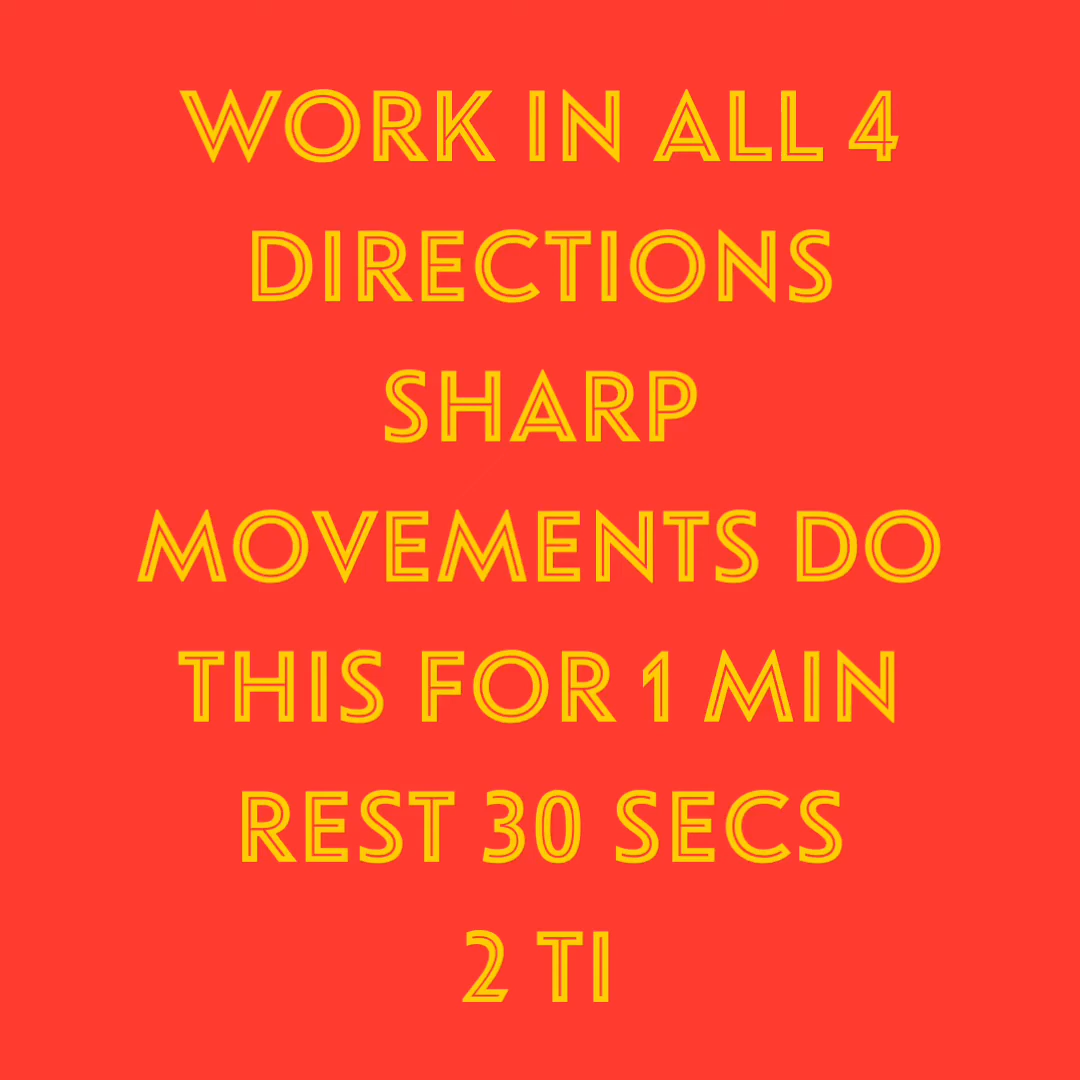 WORK IN ALL 4
DIRECTIONS
SHARP
MOVEMENTS DO
THIS FOR 1 MIN
REST 30 SECS
2 TI